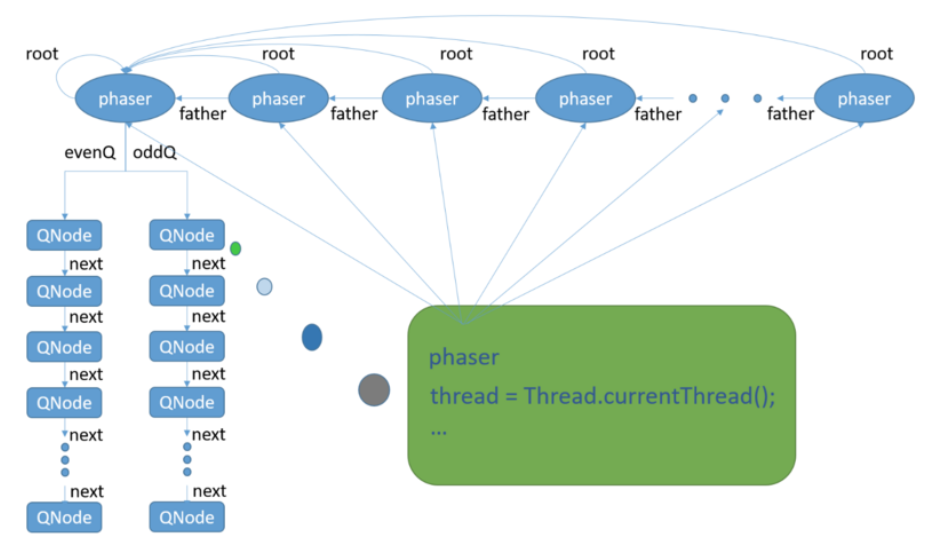 root root root root root
phaser phaser phaser phaser phaser
father father father father father
evenQ oddQ
QNode QNode
next next
QNode QNode
next next
QNode QNode
next next
QNode QNode
next next
next next
QNode QNode
phaser
thread = Thread.currentThread();
...